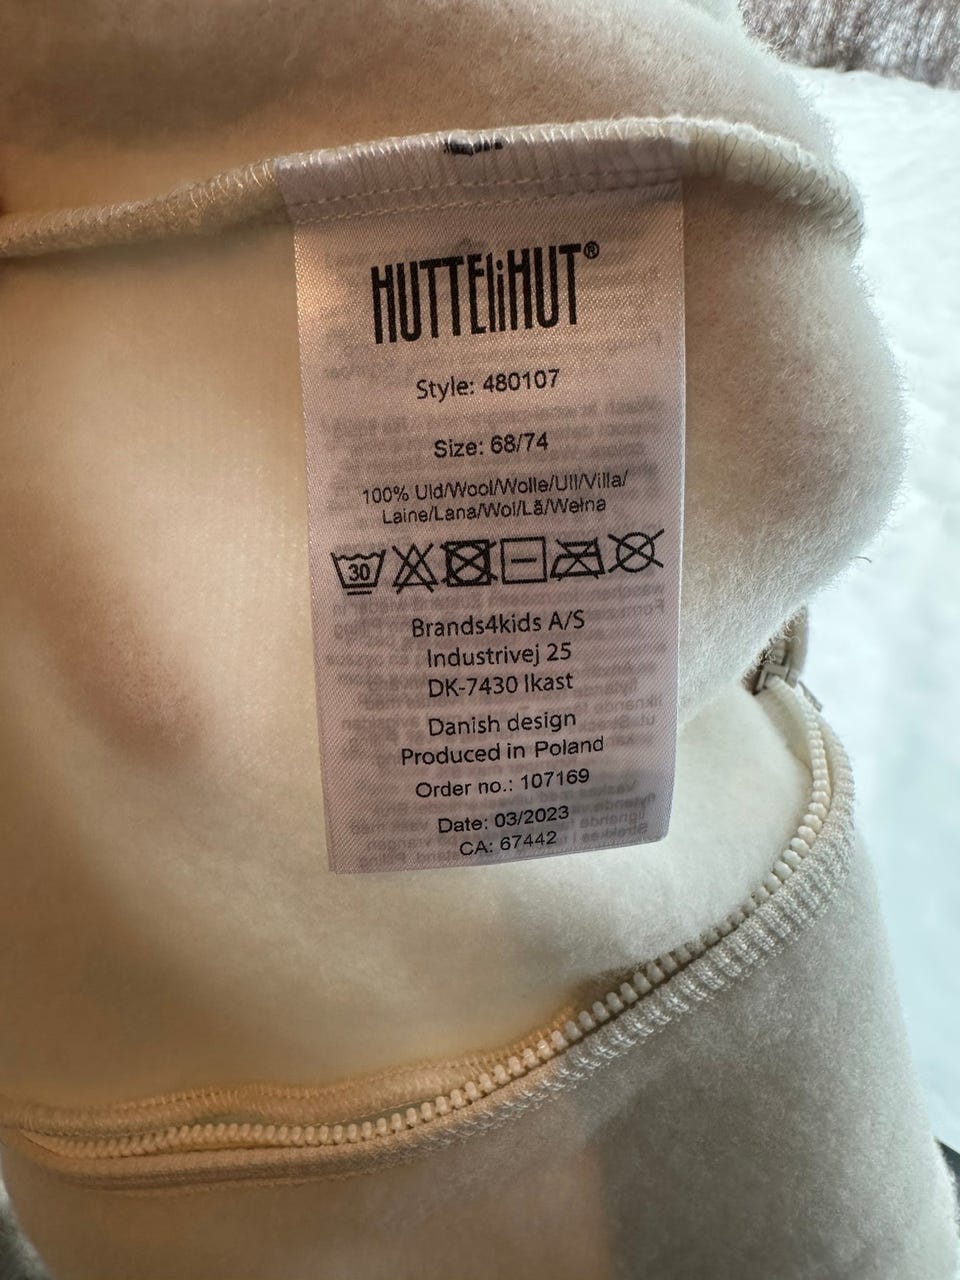 HUTTEliHUT®
Style: 480107
Size: 68/74
100% Uld/Wool/Wolle/Ull/Villa/
Laine/Lana/Wol/Lã/Wełna
30
Brands4kids A/S
Industrivej 25
DK-7430 Ikast
Danish design
Produced in Poland
Order no.: 107169
Date: 03/2023
CA: 67442